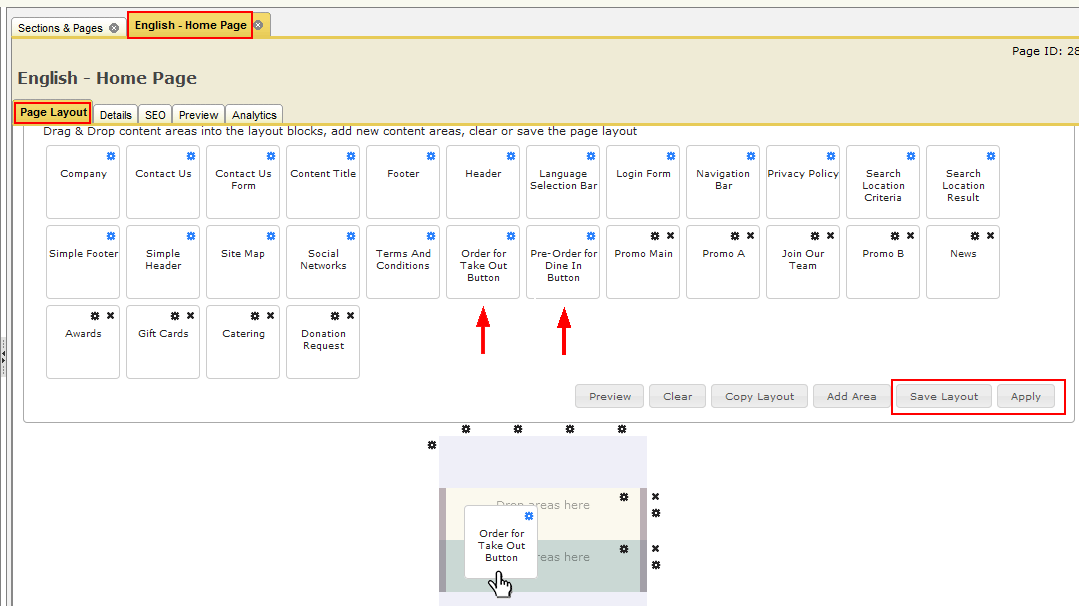 Sections & Pages
English - Home Page
Page ID: 28
English - Home Page
Page Layout
Details
SEO
Preview
Analytics
Drag & Drop content areas into the layout blocks, add new content areas, clear or save the page layout
Company
Contact Us
Contact Us
Form
Content Title
Footer
Header
Language
Selection Bar
Login Form
Navigation
Bar
Privacy Policy
Search
Location
Criteria
Search
Location
Result
Simple Footer
Simple
Header
Site Map
Social
Networks
Terms And
Conditions
Order for
Take Out
Button
Pre-Order for
Dine In
Button
Promo Main
Promo A
Join Our
Team
Promo B
News
Awards
Gift Cards
Catering
Donation
Request
Preview
Clear
Copy Layout
Add Area
Save Layout
Apply
Drop areas here
Order for
Take Out
Button
eas here